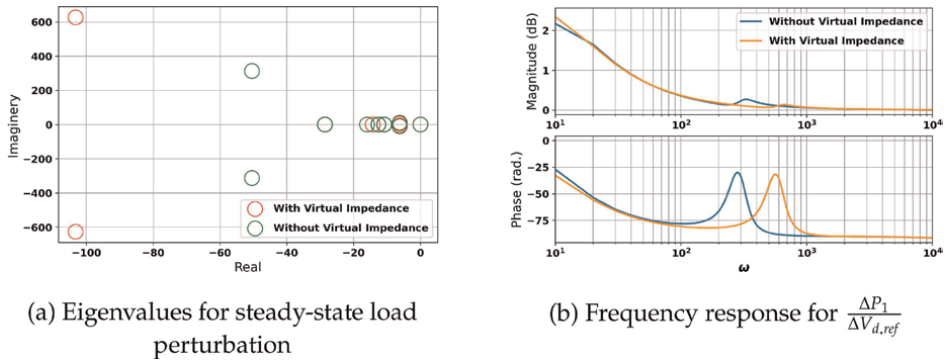 600
400
200
0
−200
−400
−600
−100
−80
−60
−40
−20
0
Imaginery
Real
With Virtual Impedance
Without Virtual Impedance
(a) Eigenvalues for steady-state load
perturbation
Magnitude (dB)
2
1
0
10¹
10²
10³
10⁴
Without Virtual Impedance
With Virtual Impedance
Phase (rad.)
0
−25
−50
−75
10¹
10²
10³
10⁴
ω
(b) Frequency response for ΔP₁/ΔV_{d,ref}